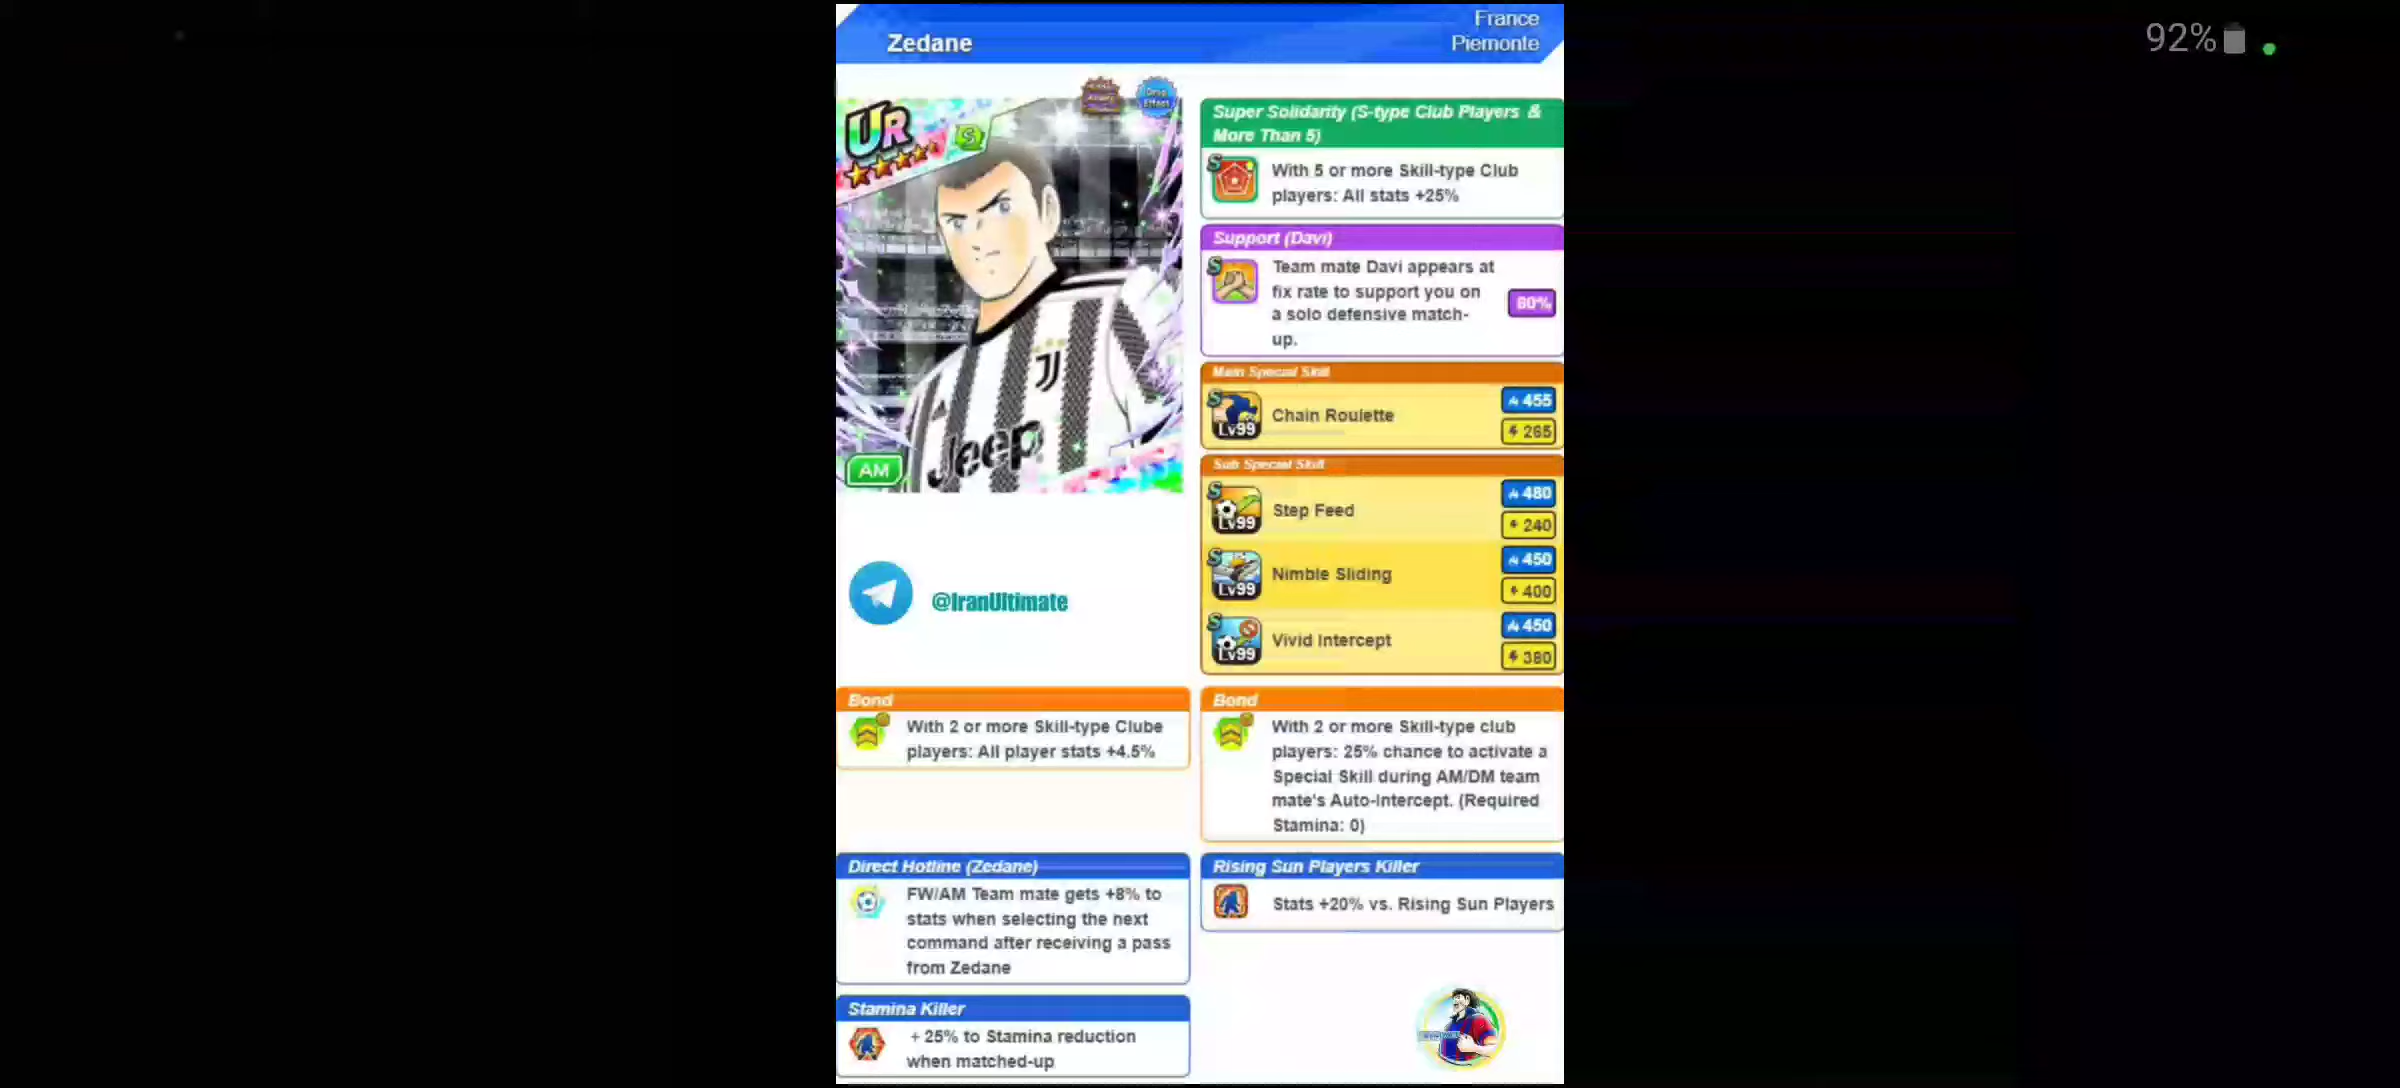 France
Zedane
Piemonte
92%
Drop
Effect
UR
S
Super Solidarity (S-type Club Players &
More Than 5)
With 5 or more Skill-type Club
players: All stats +25%
Support (Davi)
Team mate Davi appears at
fix rate to support you on
a solo defensive match-
up.
80%
Main Special Skill
S
Chain Roulette
Lv99
455
265
Sub Special Skill
S
Step Feed
Lv99
480
240
S
Nimble Sliding
Lv99
450
400
S
Vivid Intercept
Lv99
450
380
Jeep
AM
@IranUltimate
Bond
With 2 or more Skill-type Clube
players: All player stats +4.5%
Bond
With 2 or more Skill-type club
players: 25% chance to activate a
Special Skill during AM/DM team
mate's Auto-Intercept. (Required
Stamina: 0)
Direct Hotline (Zedane)
FW/AM Team mate gets +8% to
stats when selecting the next
command after receiving a pass
from Zedane
Rising Sun Players Killer
Stats +20% vs. Rising Sun Players
Stamina Killer
+ 25% to Stamina reduction
when matched-up